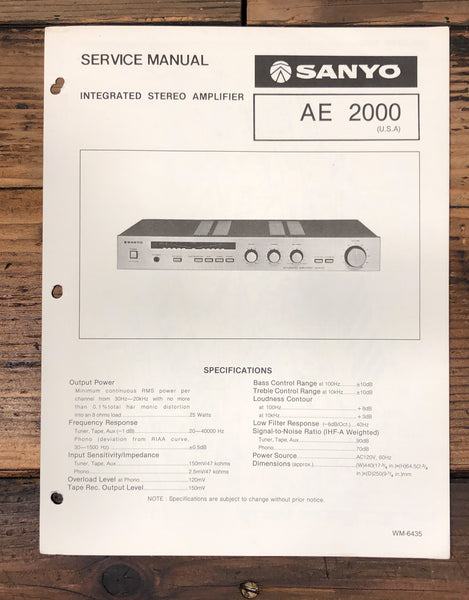 SERVICE MANUAL
SANYO
INTEGRATED STEREO AMPLIFIER
AE 2000
(U.S.A)
SANYO
SPECIFICATIONS
Output Power
Minimum continuous RMS power per
channel from 30Hz—20kHz with no more
than 0.1% total har monic distortion
into an 8 ohms load 25 Watts
Frequency Response
Tuner, Tape, Aux (−1 dB) 20—40000 Hz
Phono (deviation from RIAA curve,
30—1500 Hz) ±0.5dB
Input Sensitivity/Impedance
Tuner, Tape, Aux 150mV/47 kohms
Phono 2.5mV/47 kohms
Overload Level at Phono 120mV
Tape Rec. Output Level 150mV
Bass Control Range at 100Hz ±10dB
Treble Control Range at 10kHz ±10dB
Loudness Contour
at 100Hz +8dB
at 10kHz +3dB
Low Filter Response (−6dB/Oct.) 40Hz
Signal-to-Noise Ratio (IHF-A Weighted)
Tuner, Tape, Aux 90dB
Phono 70dB
Power Source AC120V, 60Hz
Dimensions (approx.)
NOTE : Specifications are subject to change without prior notice.
WM-6435